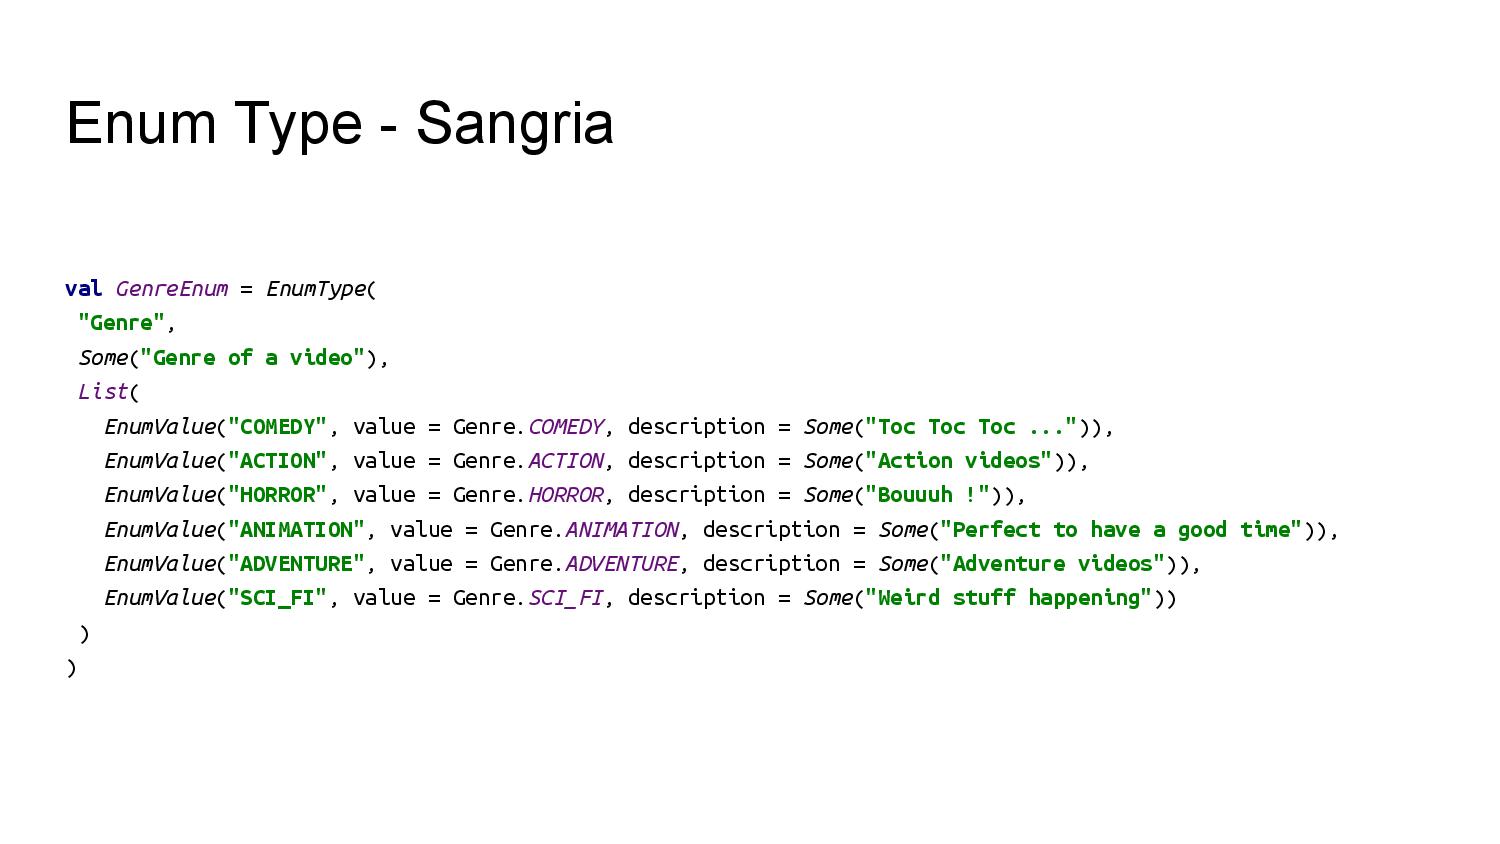 Enum Type - Sangria
val GenreEnum = EnumType(
 "Genre",
 Some("Genre of a video"),
 List(
   EnumValue("COMEDY", value = Genre.COMEDY, description = Some("Toc Toc Toc ...")),
   EnumValue("ACTION", value = Genre.ACTION, description = Some("Action videos")),
   EnumValue("HORROR", value = Genre.HORROR, description = Some("Bouuuh !")),
   EnumValue("ANIMATION", value = Genre.ANIMATION, description = Some("Perfect to have a good time")),
   EnumValue("ADVENTURE", value = Genre.ADVENTURE, description = Some("Adventure videos")),
   EnumValue("SCI_FI", value = Genre.SCI_FI, description = Some("Weird stuff happening"))
 )
)